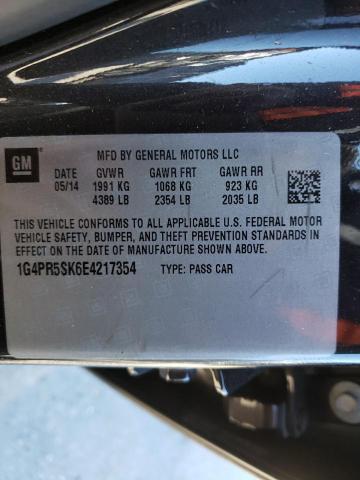 GM
MFD BY GENERAL MOTORS LLC
DATE GVWR GAWR FRT GAWR RR
05/14 1991 KG 1068 KG 923 KG
4389 LB 2354 LB 2035 LB
THIS VEHICLE CONFORMS TO ALL APPLICABLE U.S. FEDERAL MOTOR
VEHICLE SAFETY, BUMPER, AND THEFT PREVENTION STANDARDS IN
EFFECT ON THE DATE OF MANUFACTURE SHOWN ABOVE.
1G4PR5SK6E4217354 TYPE: PASS CAR